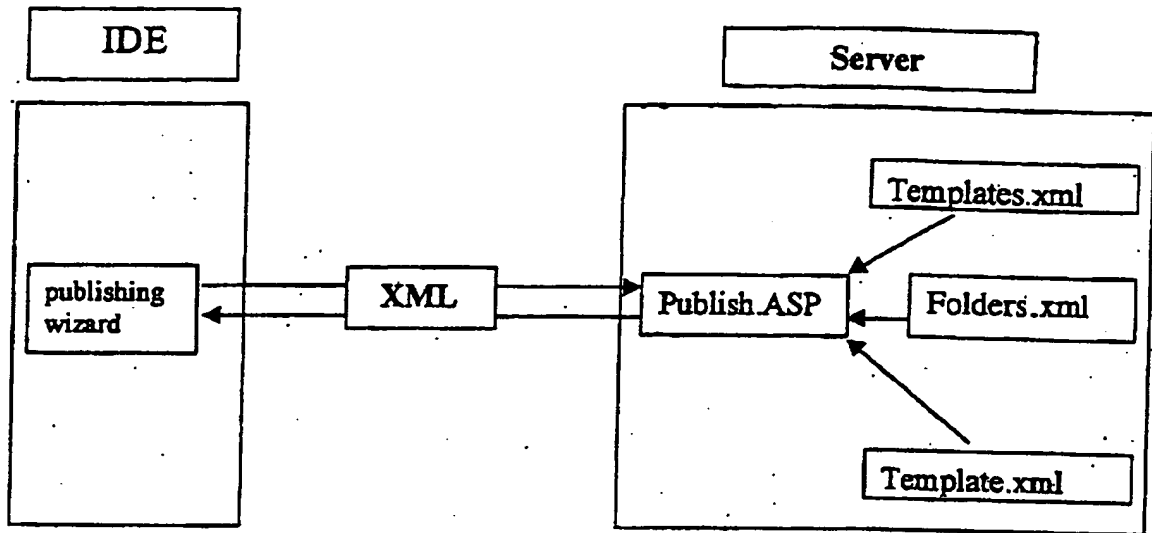 IDE
Server
Templates.xml
publishing
wizard
XML
Publish.ASP
Folders.xml
Template.xml